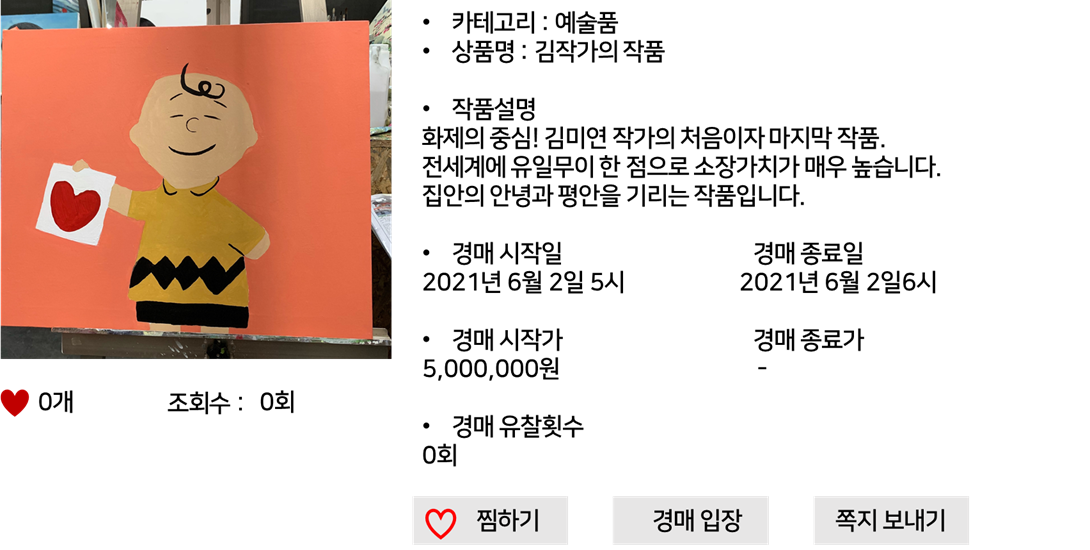 • 카테고리 : 예술품
• 상품명 : 김작가의 작품
• 작품설명
화제의 중심! 김미연 작가의 처음이자 마지막 작품.
전세계에 유일무이 한 점으로 소장가치가 매우 높습니다.
집안의 안녕과 평안을 기리는 작품입니다.
• 경매 시작일 경매 종료일
2021년 6월 2일 5시 2021년 6월 2일6시
• 경매 시작가 경매 종료가
5,000,000원 -
0개 조회수 : 0회
• 경매 유찰횟수
0회
찜하기 경매 입장 쪽지 보내기